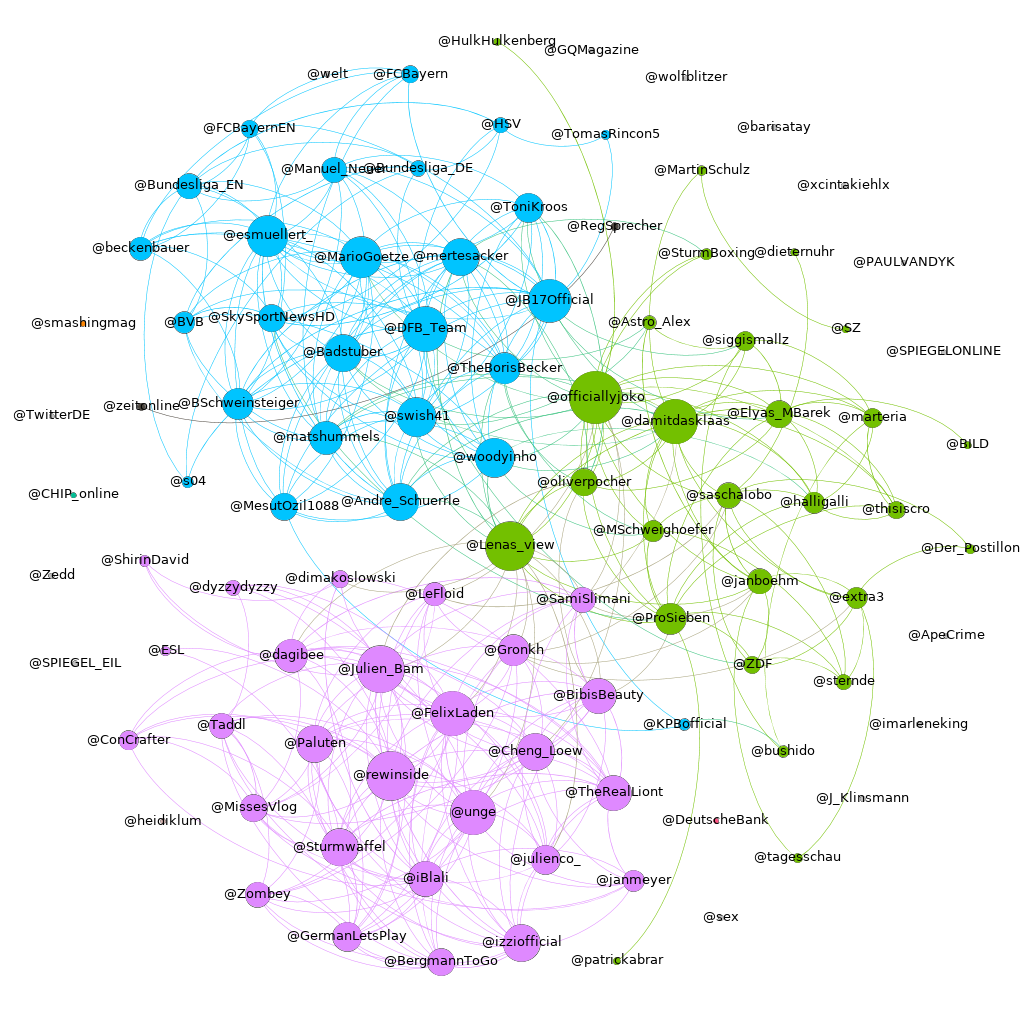 @HulkHulkenberg
@GQMagazine
@welt
@FCBayern
@wolfblitzer
@FCBayernEN
@HSV
@TomasRincon5
@barisatay
@Manuel_Neuer
@Bundesliga_DE
@MartinSchulz
@Bundesliga_EN
@xcintakiehlx
@ToniKroos
@RegSprecher
@esmuellert_
@beckenbauer
@MarioGoetze
@mertesacker
@SturmBoxing
@dieternuhr
@PAULVANDYK
@JB17Official
@smashingmag
@BVB
@SkySportNewsHD
@DFB_Team
@Astro_Alex
@SZ
@siggismallz
@Badstuber
@SPIEGELONLINE
@TheBorisBecker
@officiallyjoko
@TwitterDE
@zeitonline
@BSchweinsteiger
@swish41
@damitdasklaas
@Elyas_MBarek
@marteria
@matshummels
@BILD
@woodyinho
@s04
@oliverpocher
@CHIP_online
@MesutOzil1088
@Andre_Schuerrle
@saschalobo
@halligalli
@thisiscro
@MSchweighoefer
@Lenas_view
@Der_Postillon
@ShirinDavid
@Zedd
@dyzzydyzzy
@dimakoslowski
@LeFloid
@SamiSlimani
@janboehm
@extra3
@ProSieben
@ApeCrime
@SPIEGEL_EIL
@ESL
@dagibee
@Julien_Bam
@Gronkh
@ZDF
@sternde
@BibisBeauty
@FelixLaden
@KPBofficial
@imarleneking
@ConCrafter
@Taddl
@Paluten
@Cheng_Loew
@bushido
@rewinside
@TheRealLiont
@J_Klinsmann
@MissesVlog
@heidiklum
@unge
@DeutscheBank
@Sturmwaffel
@julienco_
@tagesschau
@iBlali
@janmeyer
@Zombey
@sex
@GermanLetsPlay
@izziofficial
@BergmannToGo
@patrickabrar